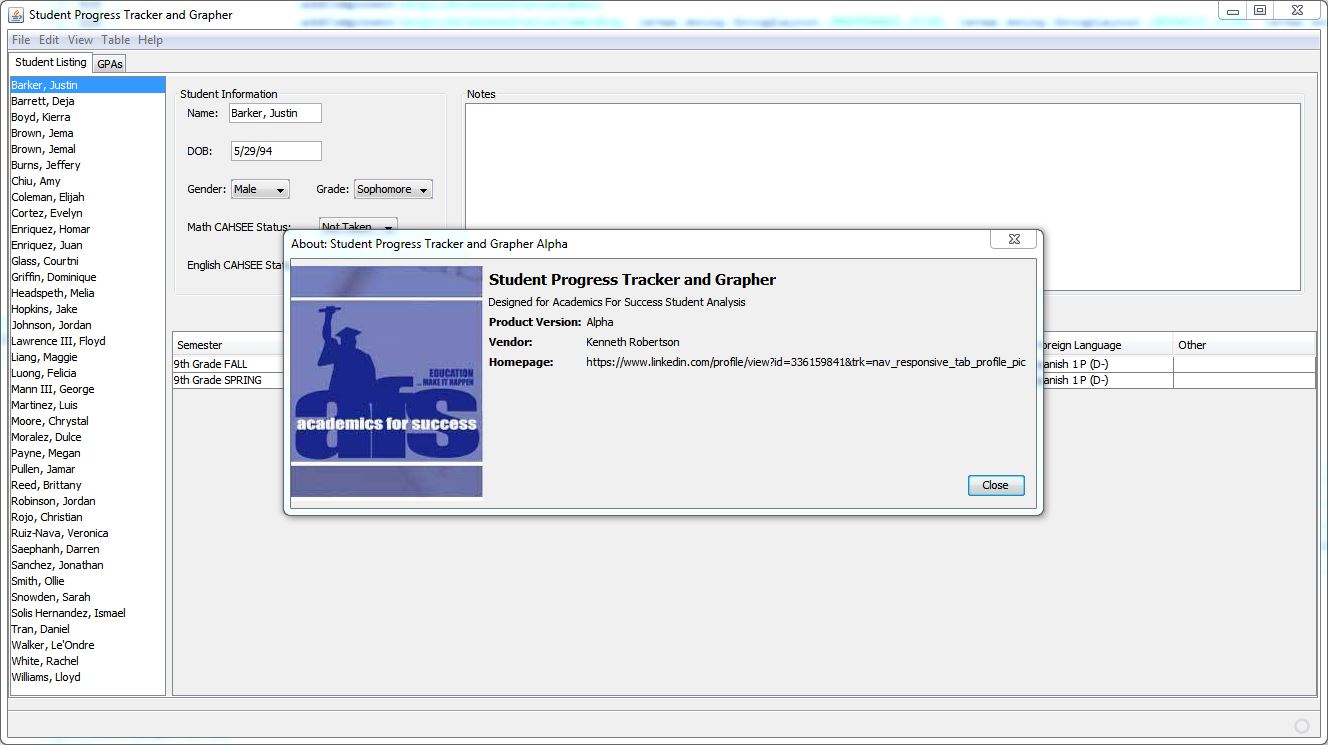 Student Progress Tracker and Grapher
File Edit View Table Help
Student Listing GPAs
Barker, Justin
Barrett, Deja
Boyd, Kierra
Brown, Jema
Brown, Jemal
Burns, Jeffery
Chiu, Amy
Coleman, Elijah
Cortez, Evelyn
Enriquez, Homar
Enriquez, Juan
Glass, Courtni
Griffin, Dominique
Headspeth, Melia
Hopkins, Jake
Johnson, Jordan
Lawrence III, Floyd
Liang, Maggie
Luong, Felicia
Mann III, George
Martinez, Luis
Moore, Chrystal
Moralez, Dulce
Payne, Megan
Pullen, Jamar
Reed, Brittany
Robinson, Jordan
Rojo, Christian
Ruiz-Nava, Veronica
Saephanh, Darren
Sanchez, Jonathan
Smith, Ollie
Snowden, Sarah
Solis Hernandez, Ismael
Tran, Daniel
Walker, Le'Ondre
White, Rachel
Williams, Lloyd
Student Information
Name: Barker, Justin
DOB: 5/29/94
Gender: Male Grade: Sophomore
Math CAHSEE Status: Not Taken
English CAHSEE Stat
Notes
Semester
9th Grade FALL
9th Grade SPRING
oreign Language Other
anish 1 P (D-)
anish 1 P (D-)
About: Student Progress Tracker and Grapher Alpha
EDUCATION
... MAKE IT HAPPEN
afs
academics for success
Student Progress Tracker and Grapher
Designed for Academics For Success Student Analysis
Product Version: Alpha
Vendor: Kenneth Robertson
Homepage: https://www.linkedin.com/profile/view?id=336159841&trk=nav_responsive_tab_profile_pic
Close